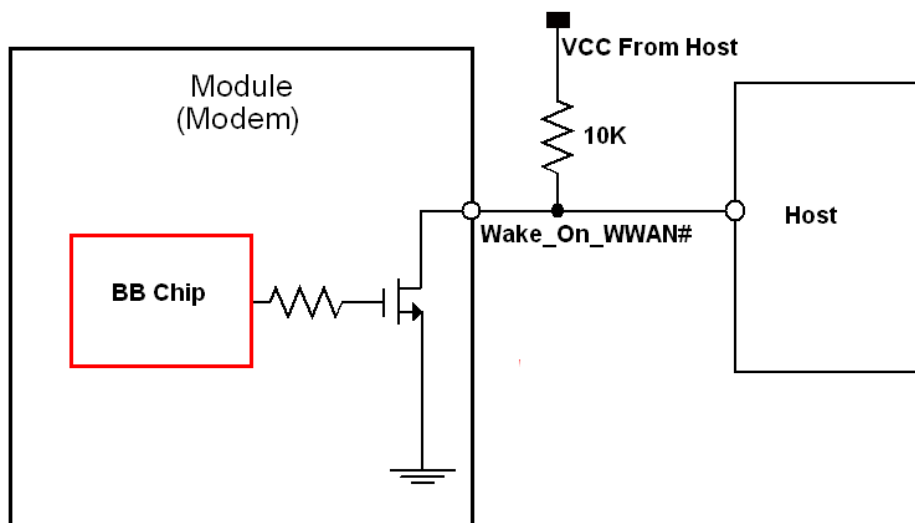 VCC From Host
Module
(Modem)
10K
Host
Wake_On_WWAN#
BB Chip